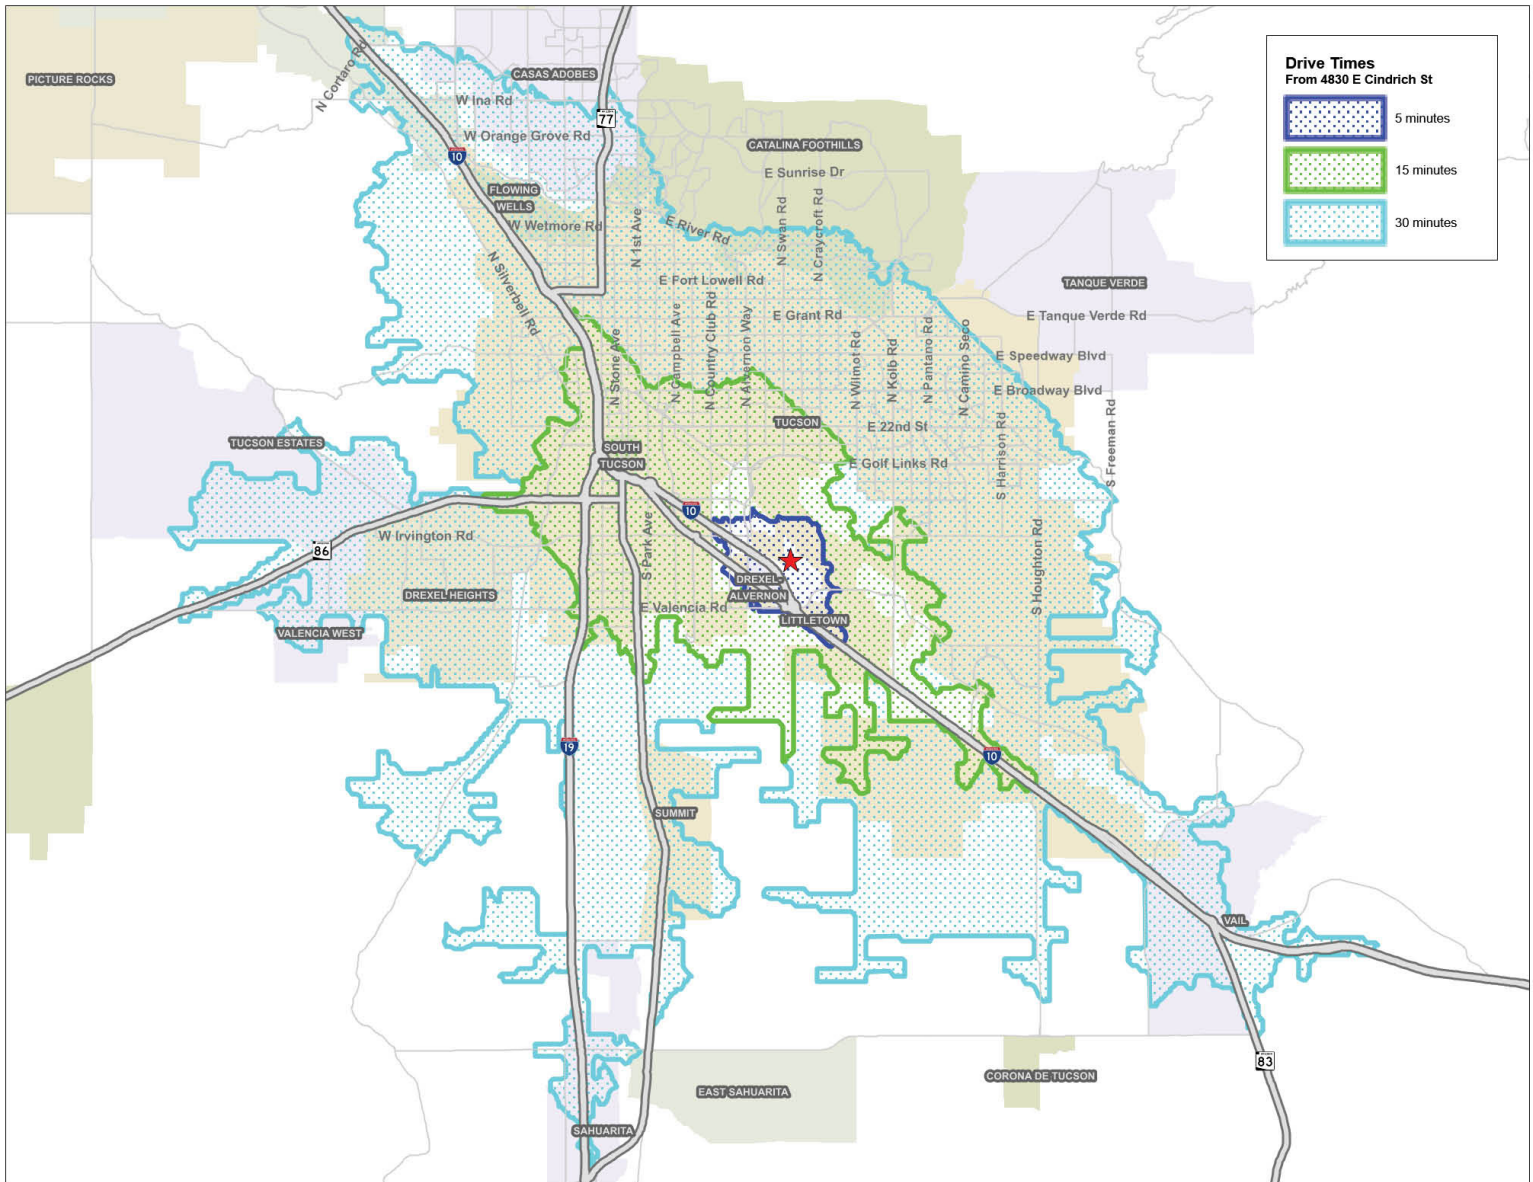 Drive Times
From 4830 E Cindrich St
5 minutes
15 minutes
30 minutes
PICTURE ROCKS
N Cortaro Rd
CASAS ADOBES
W Ina Rd
77
W Orange Grove Rd
10
CATALINA FOOTHILLS
E Sunrise Dr
FLOWING
WELLS
W Wetmore Rd
N 1st Ave
E River Rd
N Swan Rd
N Craycroft Rd
N Silverbell Rd
E Fort Lowell Rd
TANQUE VERDE
E Grant Rd
E Tanque Verde Rd
N Stone Ave
N Campbell Ave
N Country Club Rd
N Alvernon Way
N Wilmot Rd
N Kolb Rd
N Pantano Rd
N Camino Seco
E Speedway Blvd
E Broadway Blvd
TUCSON
E 22nd St
TUCSON ESTATES
SOUTH
TUCSON
E Golf Links Rd
S Harrison Rd
S Freeman Rd
10
W Irvington Rd
86
S Park Ave
S Houghton Rd
DREXEL-
ALVERNON
DREXEL HEIGHTS
E Valencia Rd
LITTLETOWN
VALENCIA WEST
19
10
SUMMIT
VAIL
83
CORONA DE TUCSON
EAST SAHUARITA
SAHUARITA